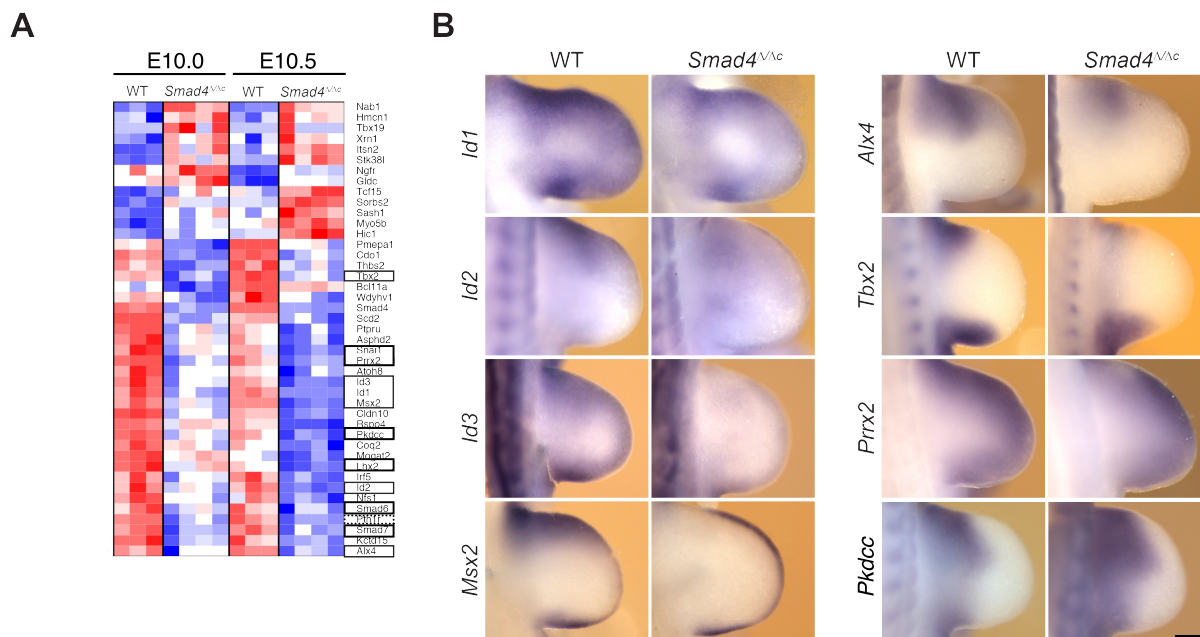 A
E10.0 E10.5
WT Smad4Δ/Δc WT Smad4Δ/Δc
Nab1
Hmcn1
Tbx19
Xrn1
Itsn2
Stk38l
Ngfr
Gldc
Tcf15
Sorbs2
Sash1
Myo5b
Hic1
Pmepa1
Cdo1
Thbs2
Tbx2
Bcl11a
Wdyhv1
Smad4
Scd2
Ptpru
Asphd2
Snai1
Prrx2
Atoh8
Id3
Id1
Msx2
Cldn10
Rspo4
Pkdcc
Coq2
Mogat2
Lhx2
Irf5
Id2
Nfs1
Smad6
Smad7
Kctd15
Alx4
B
WT Smad4Δ/Δc
Id1
Id2
Id3
Msx2
WT Smad4Δ/Δc
Alx4
Tbx2
Prrx2
Pkdcc